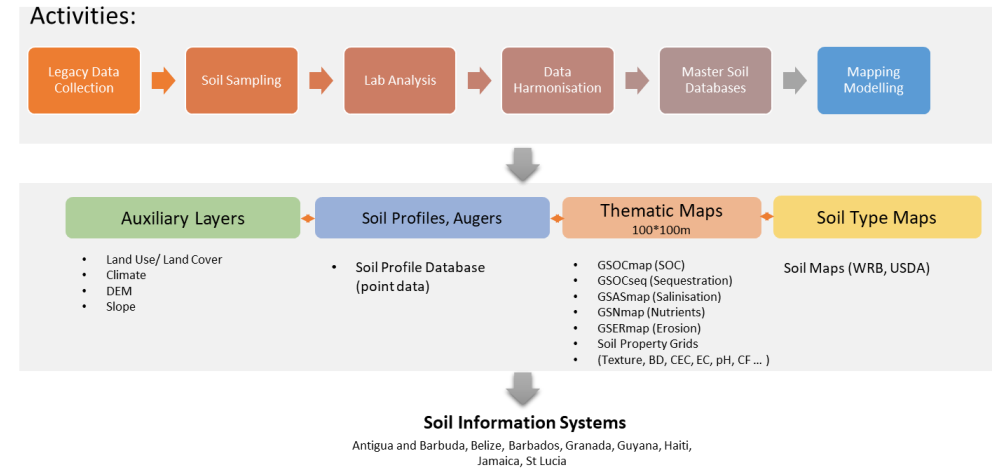 Activities:
Legacy Data
Collection
Soil Sampling
Lab Analysis
Data
Harmonisation
Master Soil
Databases
Mapping
Modelling
Auxiliary Layers
• Land Use/ Land Cover
• Climate
• DEM
• Slope
Soil Profiles, Augers
• Soil Profile Database
(point data)
Thematic Maps
100*100m
• GSOCmap (SOC)
• GSOCseq (Sequestration)
• GSASmap (Salinisation)
• GSNmap (Nutrients)
• GSERmap (Erosion)
• Soil Property Grids
• (Texture, BD, CEC, EC, pH, CF ... )
Soil Type Maps
Soil Maps (WRB, USDA)
Soil Information Systems
Antigua and Barbuda, Belize, Barbados, Granada, Guyana, Haiti,
Jamaica, St Lucia